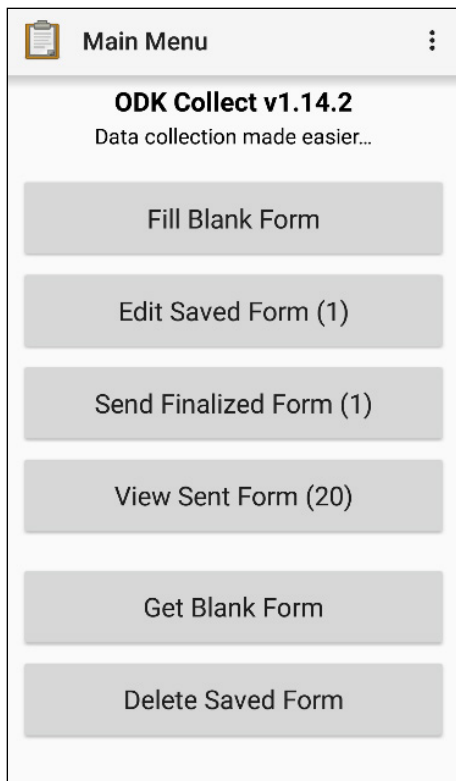 Main Menu
ODK Collect v1.14.2
Data collection made easier...
Fill Blank Form
Edit Saved Form (1)
Send Finalized Form (1)
View Sent Form (20)
Get Blank Form
Delete Saved Form